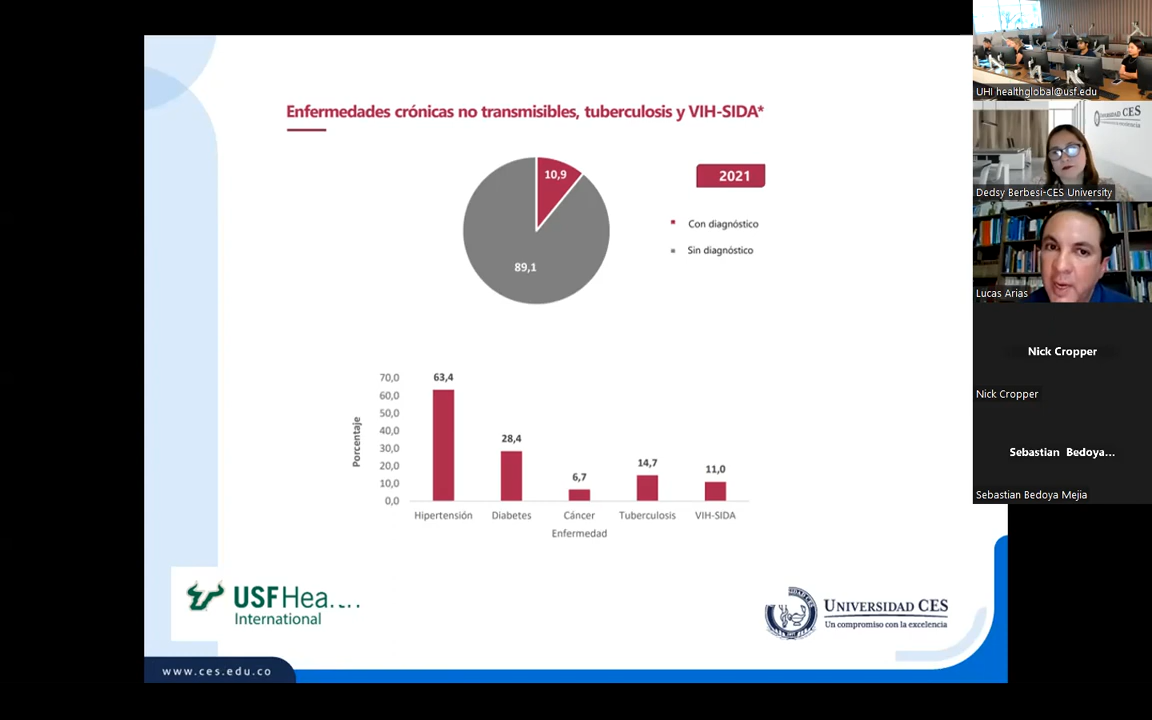 Enfermedades crónicas no transmisibles, tuberculosis y VIH-SIDA*
10,9
89,1
2021
Con diagnóstico
Sin diagnóstico
Porcentaje
70,0
60,0
50,0
40,0
30,0
20,0
10,0
0,0
63,4
28,4
6,7
14,7
11,0
Hipertensión Diabetes Cáncer Tuberculosis VIH-SIDA
Enfermedad
USF Hea
International
UNIVERSIDAD CES
Un compromiso con la excelencia
www.ces.edu.co
UHI healthglobal@usf.edu
UNIVERSIDAD CES
Dedsy Berbesi-CES University
Lucas Arias
Nick Cropper
Nick Cropper
Sebastian Bedoya...
Sebastian Bedoya Mejia